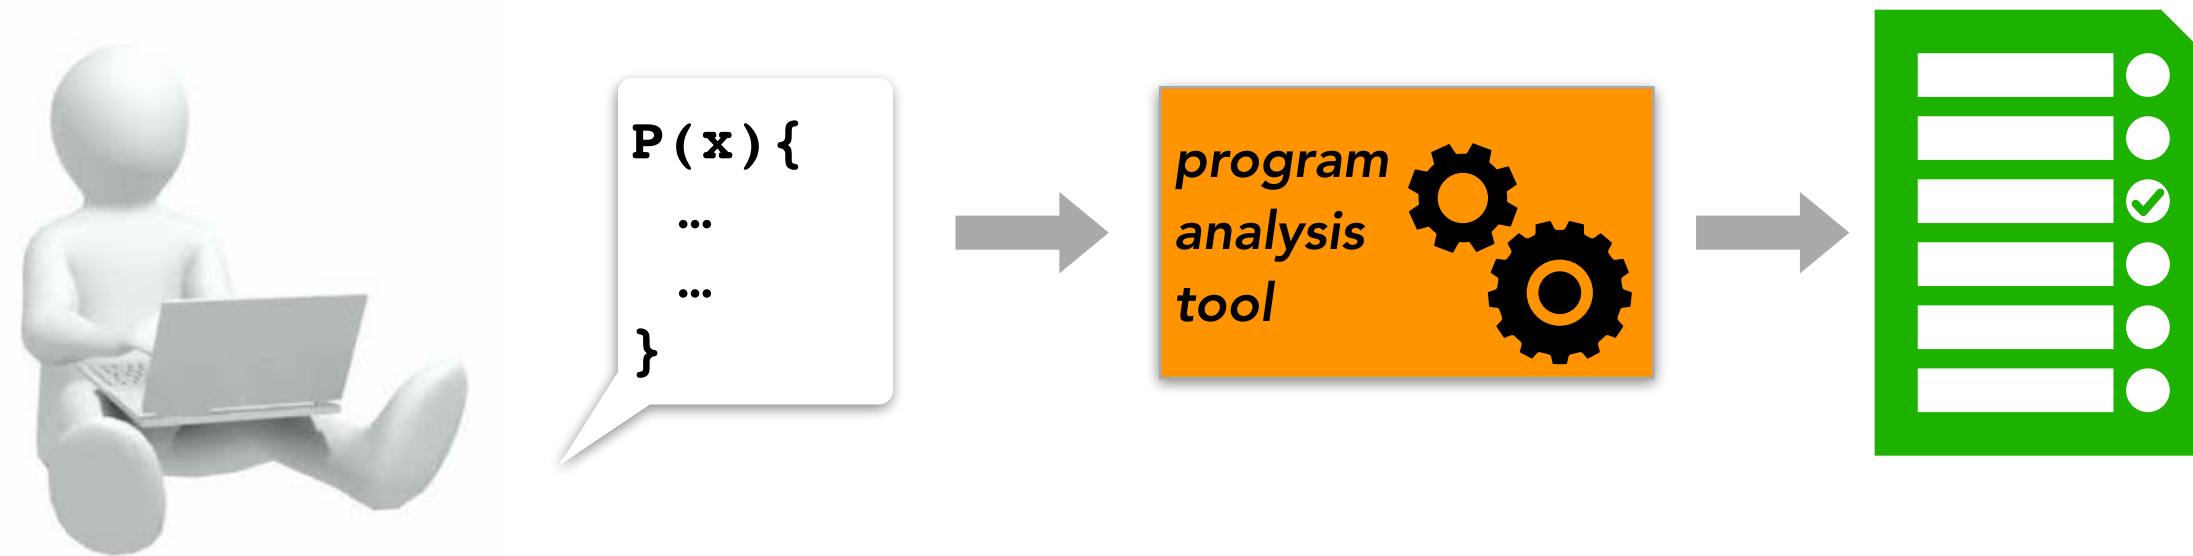 P(x){
…
…
}
program
analysis
tool